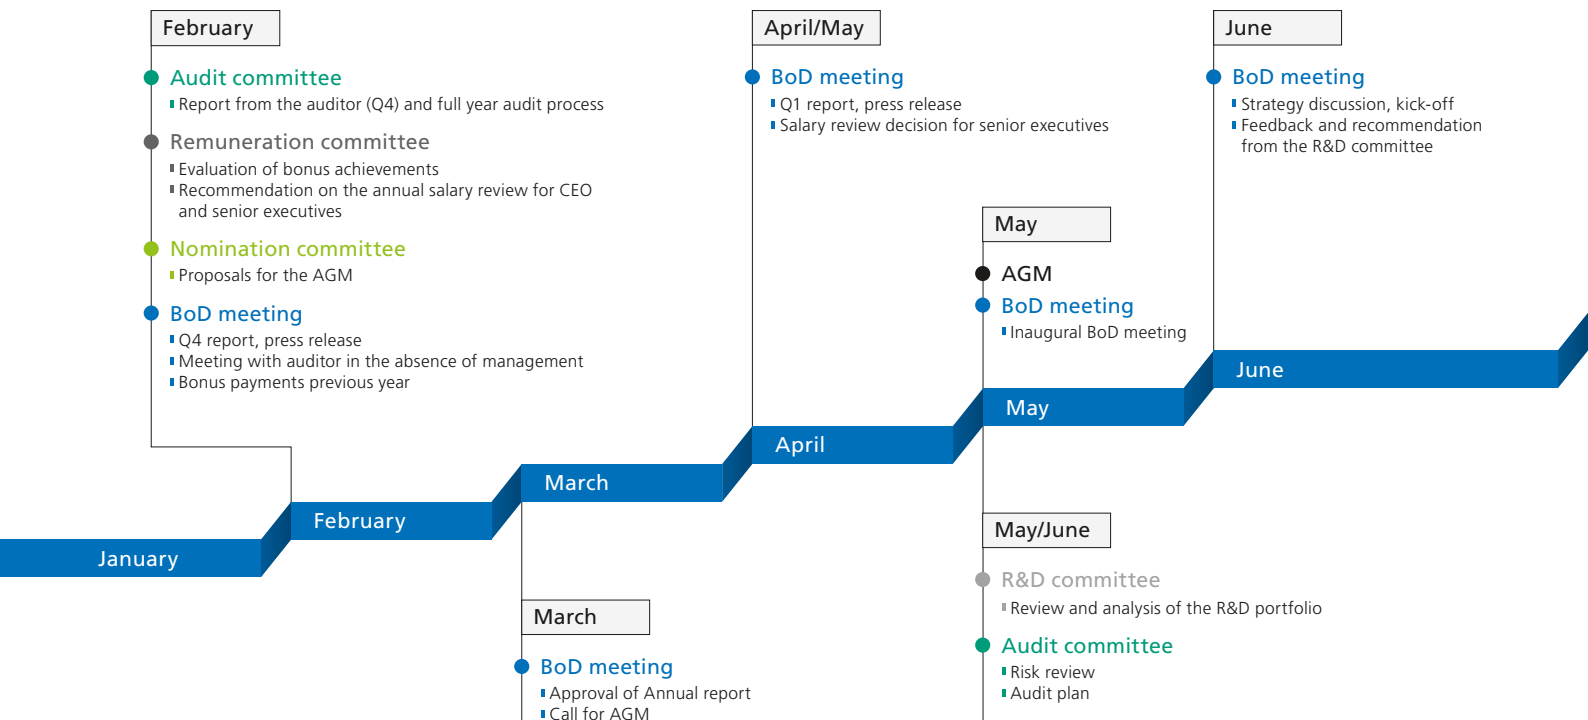 February
Audit committee
Report from the auditor (Q4) and full year audit process
Remuneration committee
Evaluation of bonus achievements
Recommendation on the annual salary review for CEO
and senior executives
Nomination committee
Proposals for the AGM
BoD meeting
Q4 report, press release
Meeting with auditor in the absence of management
Bonus payments previous year
April/May
BoD meeting
Q1 report, press release
Salary review decision for senior executives
June
BoD meeting
Strategy discussion, kick-off
Feedback and recommendation
from the R&D committee
May
AGM
BoD meeting
Inaugural BoD meeting
January
February
March
April
May
June
March
BoD meeting
Approval of Annual report
Call for AGM
May/June
R&D committee
Review and analysis of the R&D portfolio
Audit committee
Risk review
Audit plan